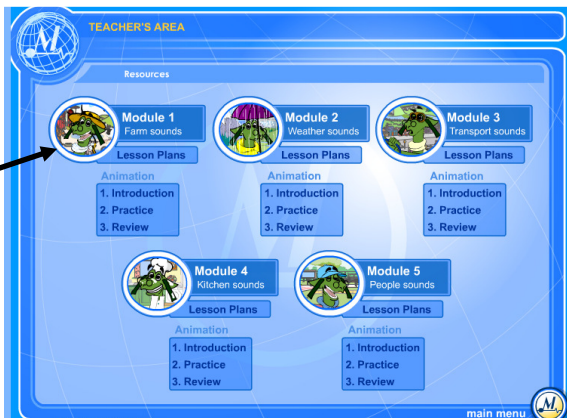 TEACHER'S AREA
Resources
Module 1
Farm sounds
Lesson Plans
Animation
1. Introduction
2. Practice
3. Review
Module 2
Weather sounds
Lesson Plans
Animation
1. Introduction
2. Practice
3. Review
Module 3
Transport sounds
Lesson Plans
Animation
1. Introduction
2. Practice
3. Review
Module 4
Kitchen sounds
Lesson Plans
Animation
1. Introduction
2. Practice
3. Review
Module 5
People sounds
Lesson Plans
Animation
1. Introduction
2. Practice
3. Review
main menu
M
M